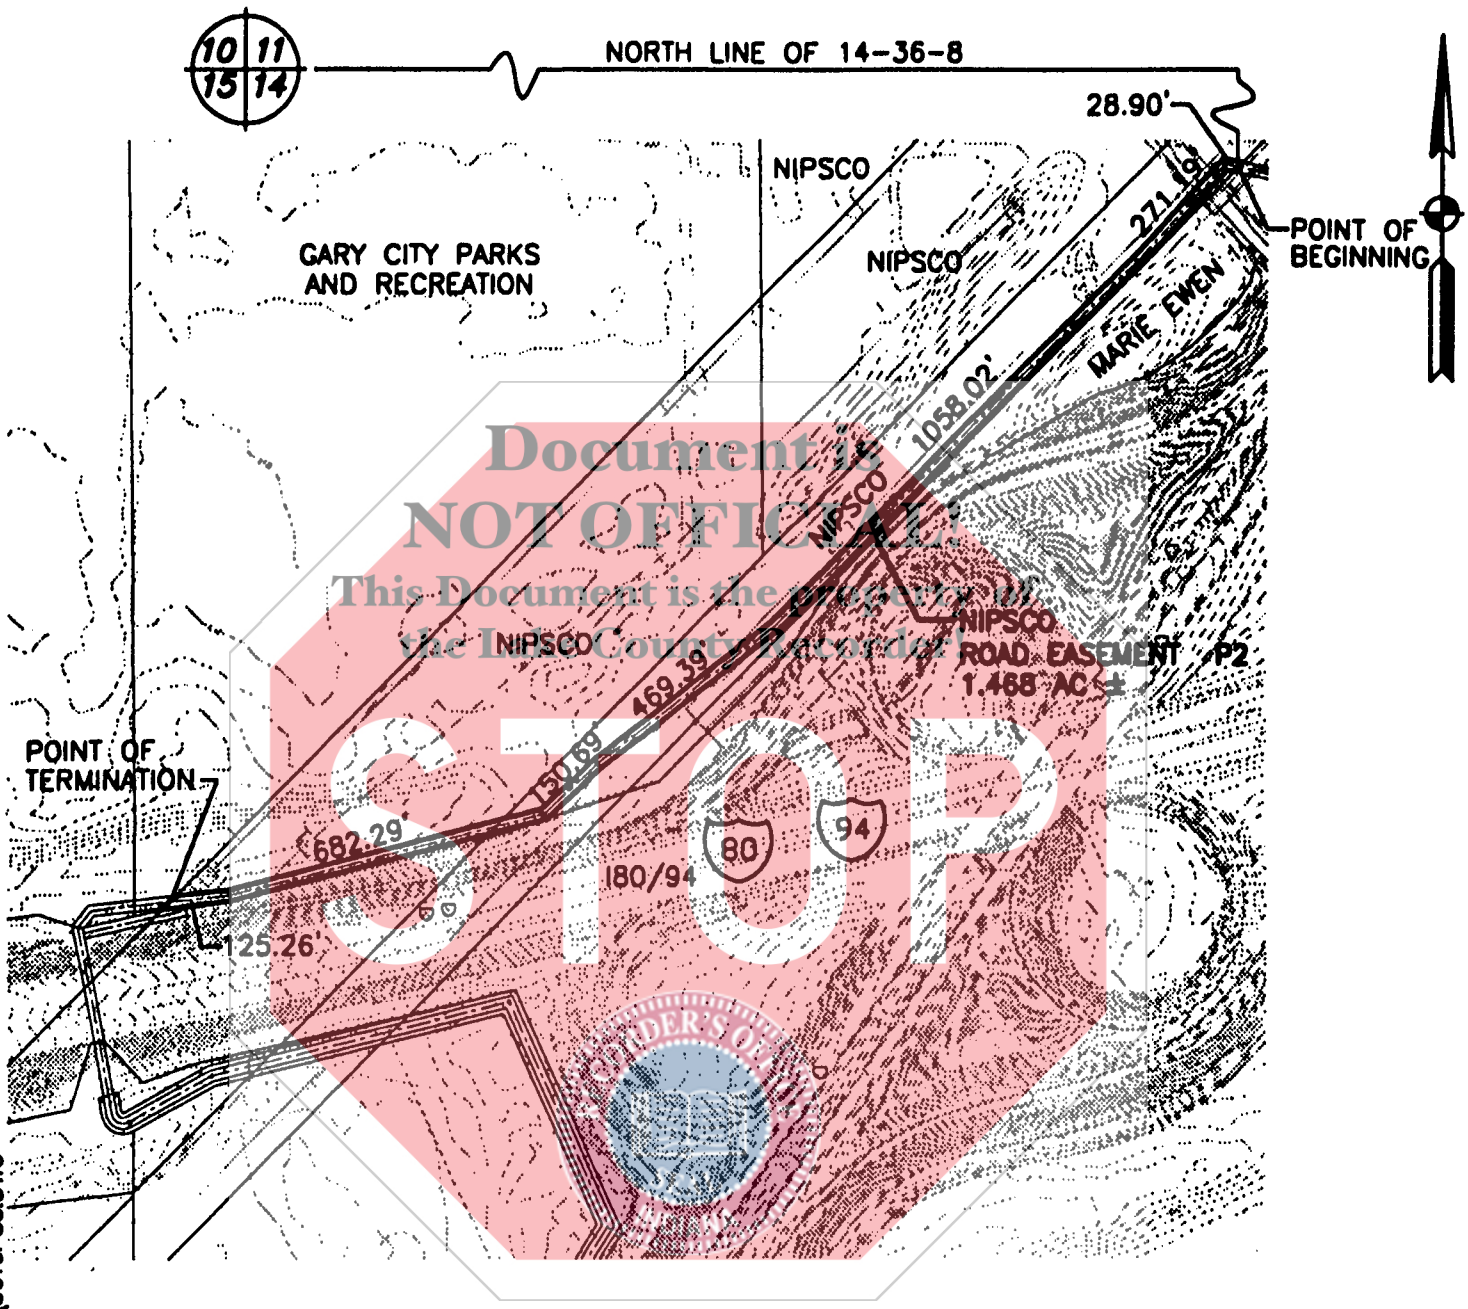 10 11
15 14
NORTH LINE OF 14-36-8
28.90'
NIPSCO
271.19'
POINT OF
BEGINNING
GARY CITY PARKS
AND RECREATION
NIPSCO
MARIE EWEN
1058.02'
Document is
NOT OFFICIAL!
NIPSCO
This Document is the property of
the Lake County Recorder!
NIPSCO
NIPSCO
ROAD EASEMENT P2
1.468 AC ±
469.39'
STOP
POINT OF
TERMINATION
150.69'
682.29'
80
94
I80/94
125.26'
RECORDER'S OFFICE
INDIANA